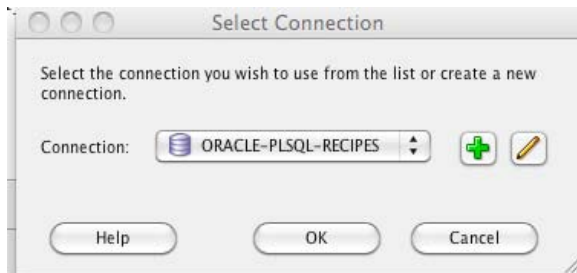 Select Connection
Select the connection you wish to use from the list or create a new
connection.
Connection: ORACLE-PLSQL-RECIPES
Help OK Cancel